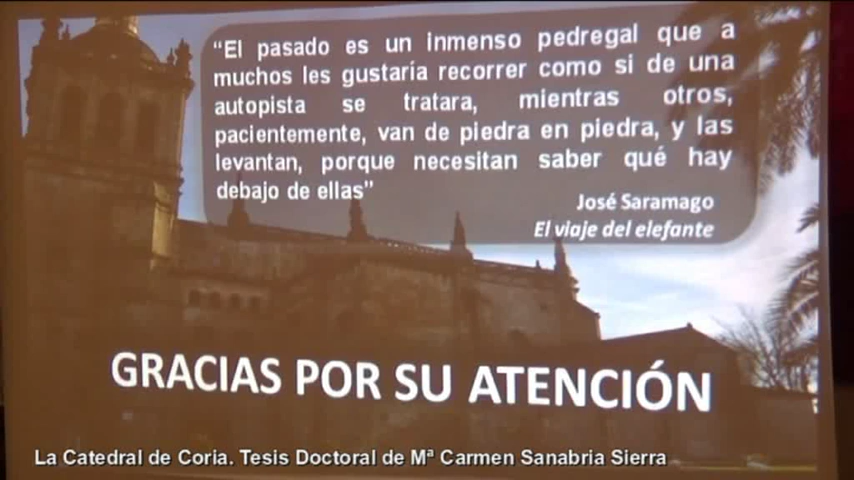 “El pasado es un inmenso pedregal que a
muchos les gustaría recorrer como si de una
autopista se tratara, mientras otros,
pacientemente, van de piedra en piedra, y las
levantan, porque necesitan saber qué hay
debajo de ellas”
José Saramago
El viaje del elefante
GRACIAS POR SU ATENCIÓN
La Catedral de Coria. Tesis Doctoral de Mª Carmen Sanabria Sierra